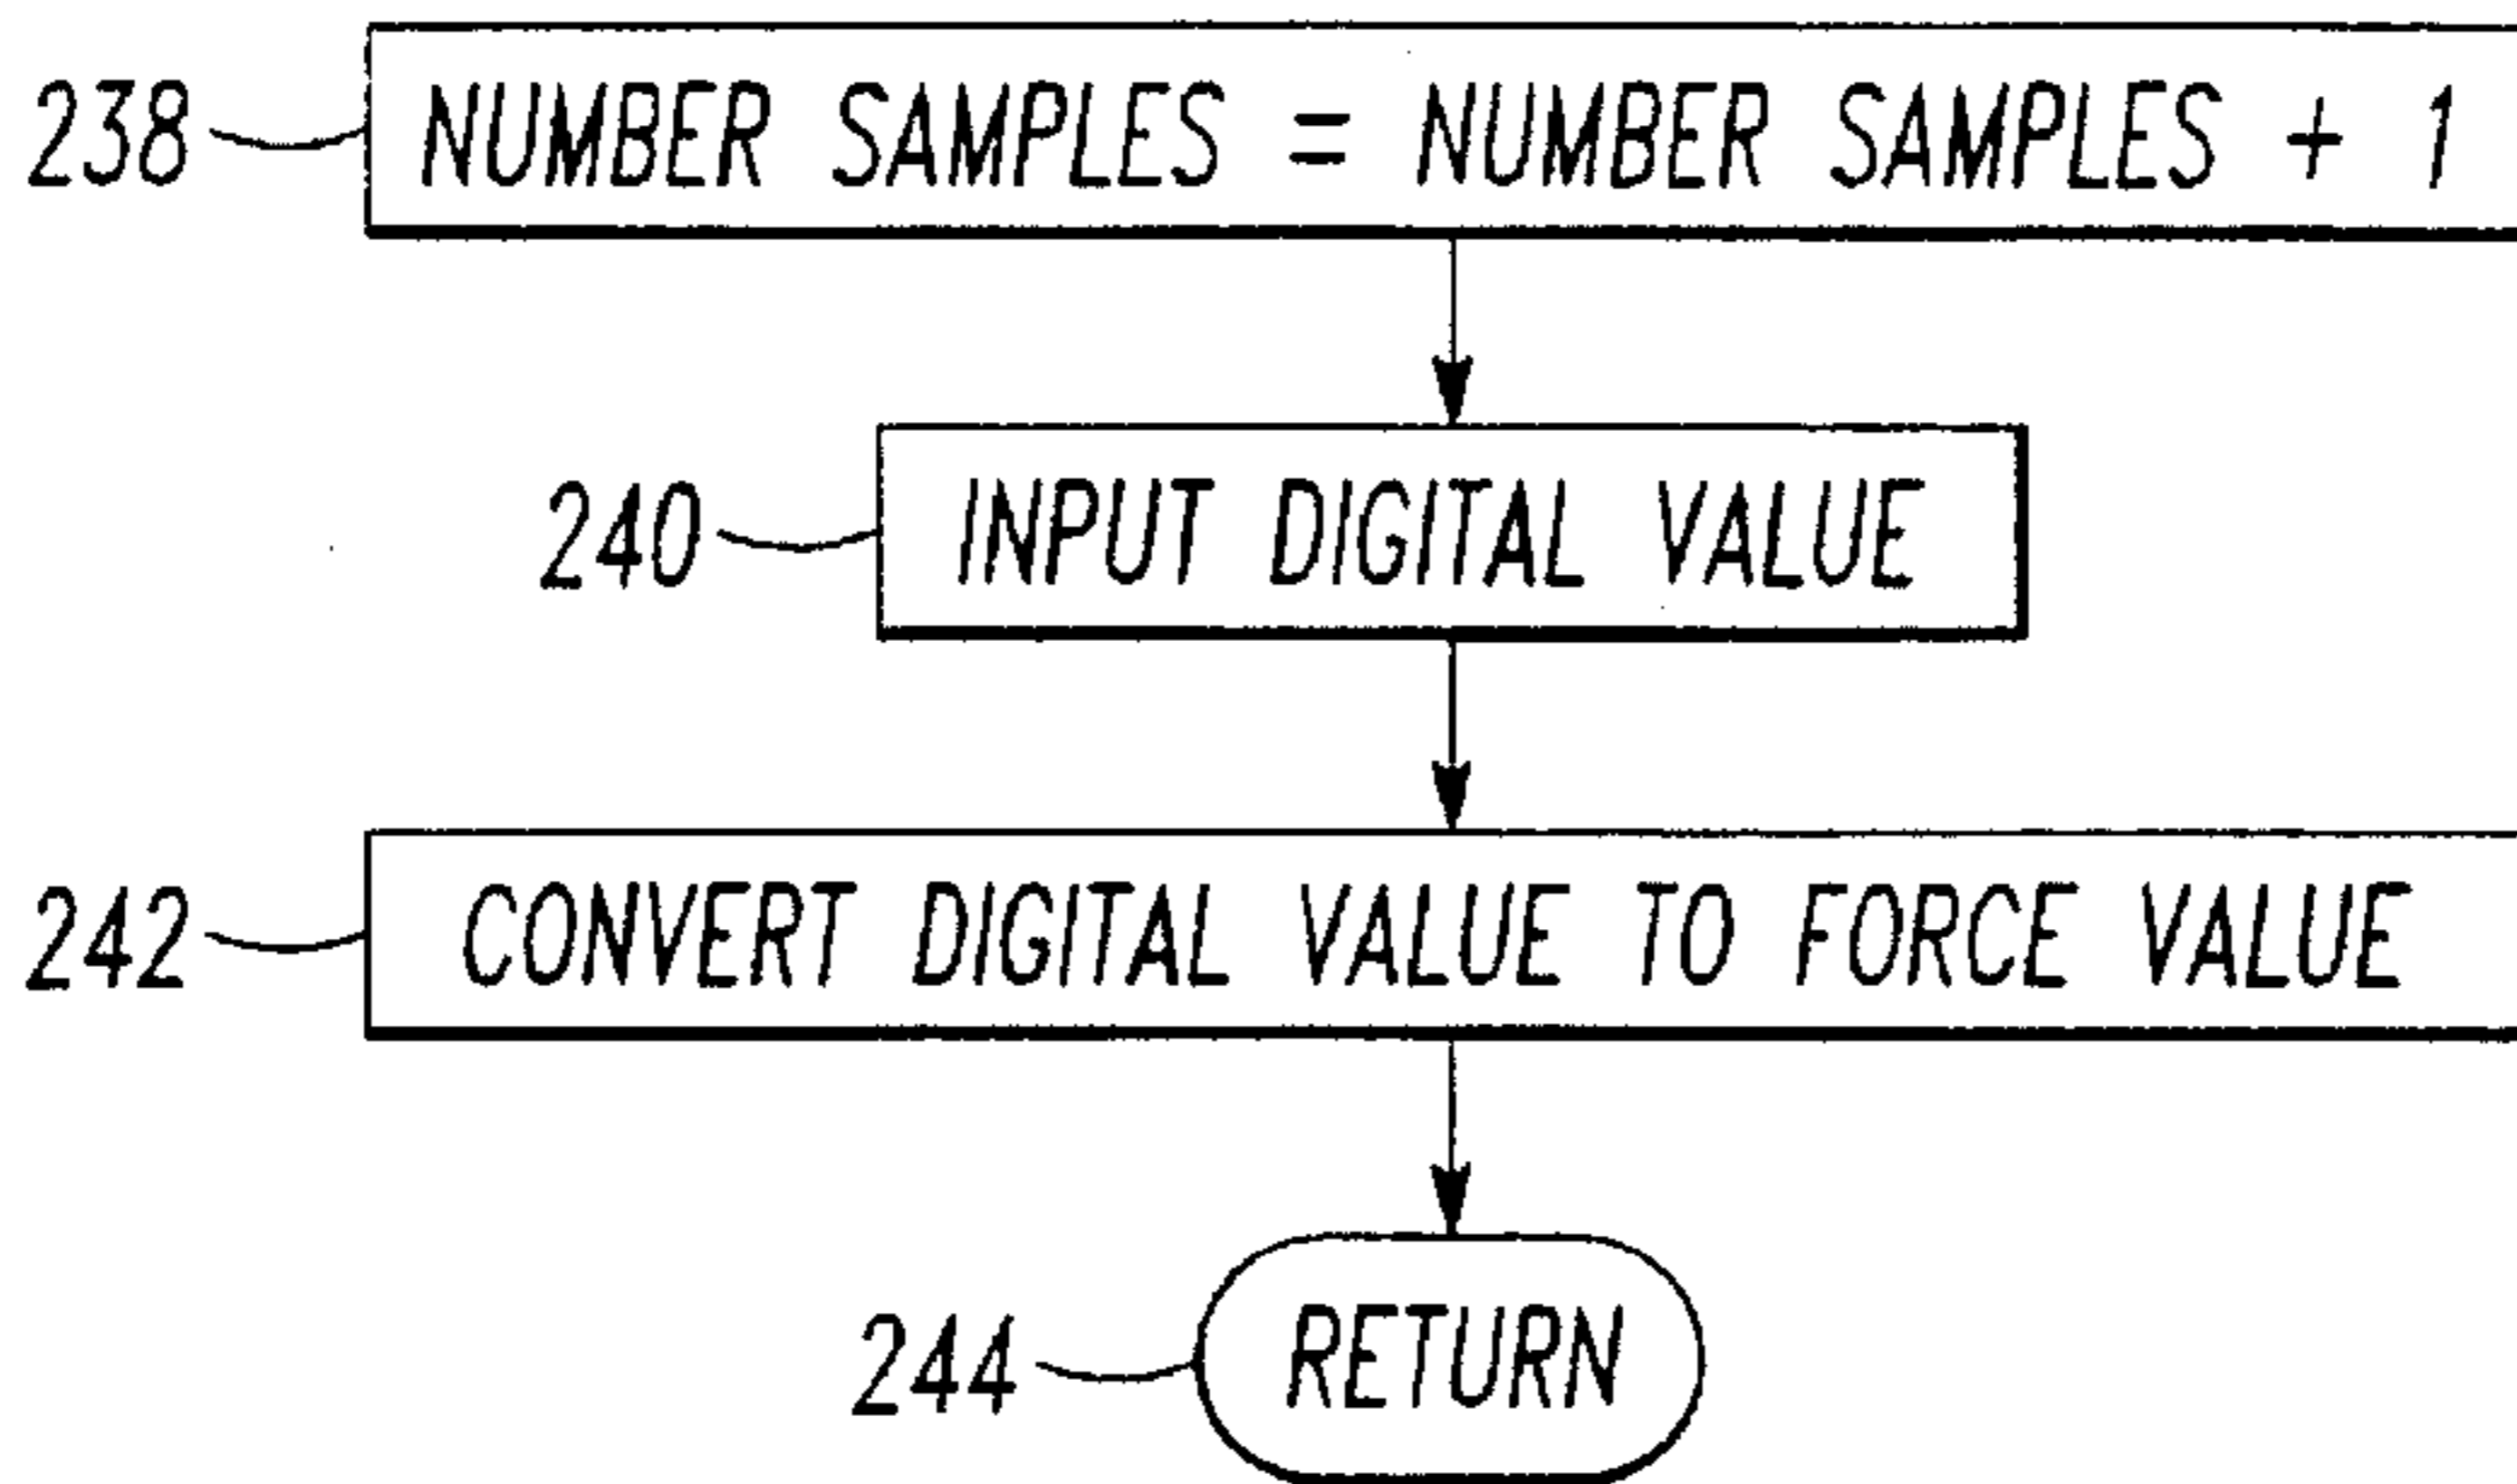 238 NUMBER SAMPLES = NUMBER SAMPLES + 1
240 INPUT DIGITAL VALUE
242 CONVERT DIGITAL VALUE TO FORCE VALUE
244 RETURN